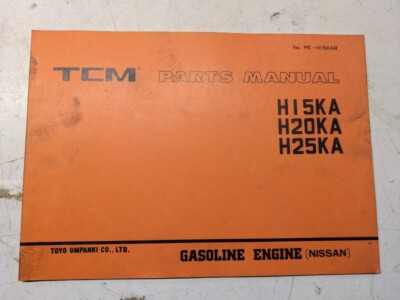 No. PE-H15KAB
TCM PARTS MANUAL
H15KA
H20KA
H25KA
TOYO UMPANKI CO., LTD.
GASOLINE ENGINE (NISSAN)